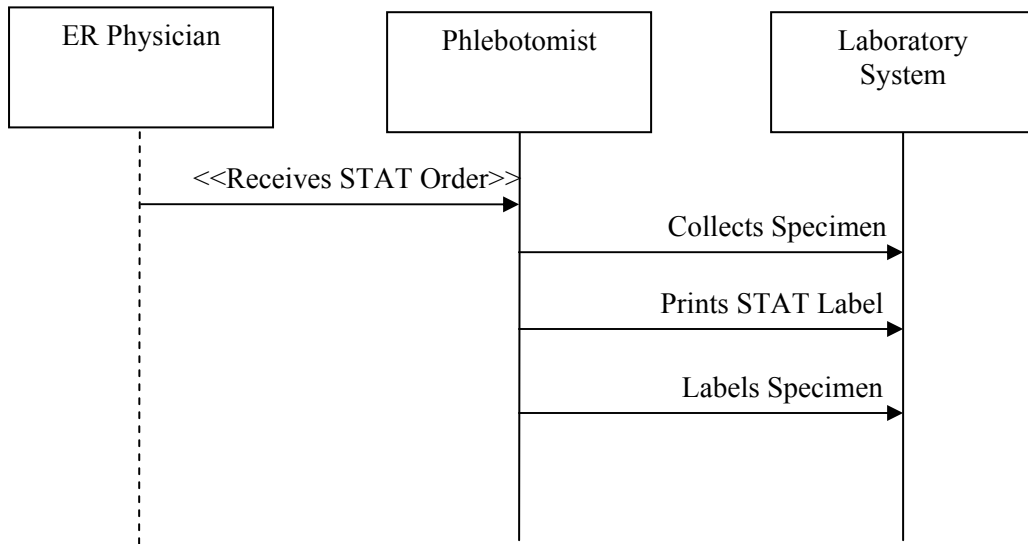 ER Physician
Phlebotomist
Laboratory
System
<<Receives STAT Order>>
Collects Specimen
Prints STAT Label
Labels Specimen